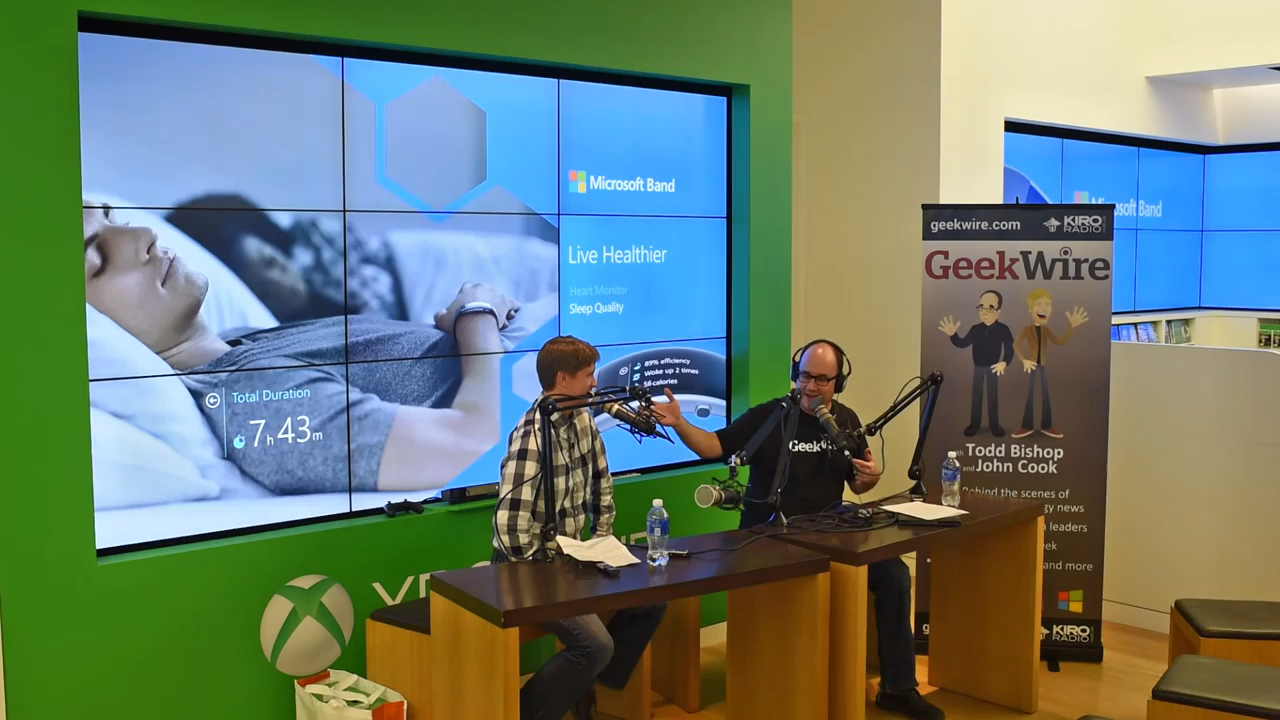 Microsoft Band
Live Healthier
Heart Monitor
Sleep Quality
Total Duration
7h 43m
89% efficiency
Woke up 2 times
56 calories
Microsoft Band
geekwire.com
KIRO
RADIO
GeekWire
GeekW
with Todd Bishop
and John Cook
Behind the scenes of
gy news
leaders
eek
and more
KIRO
RADIO